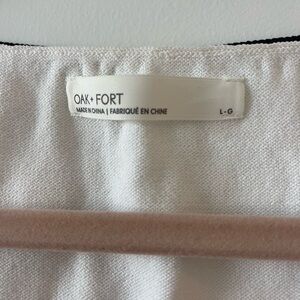 OAK + FORT
MADE IN CHINA | FABRIQUÉ EN CHINE L-G